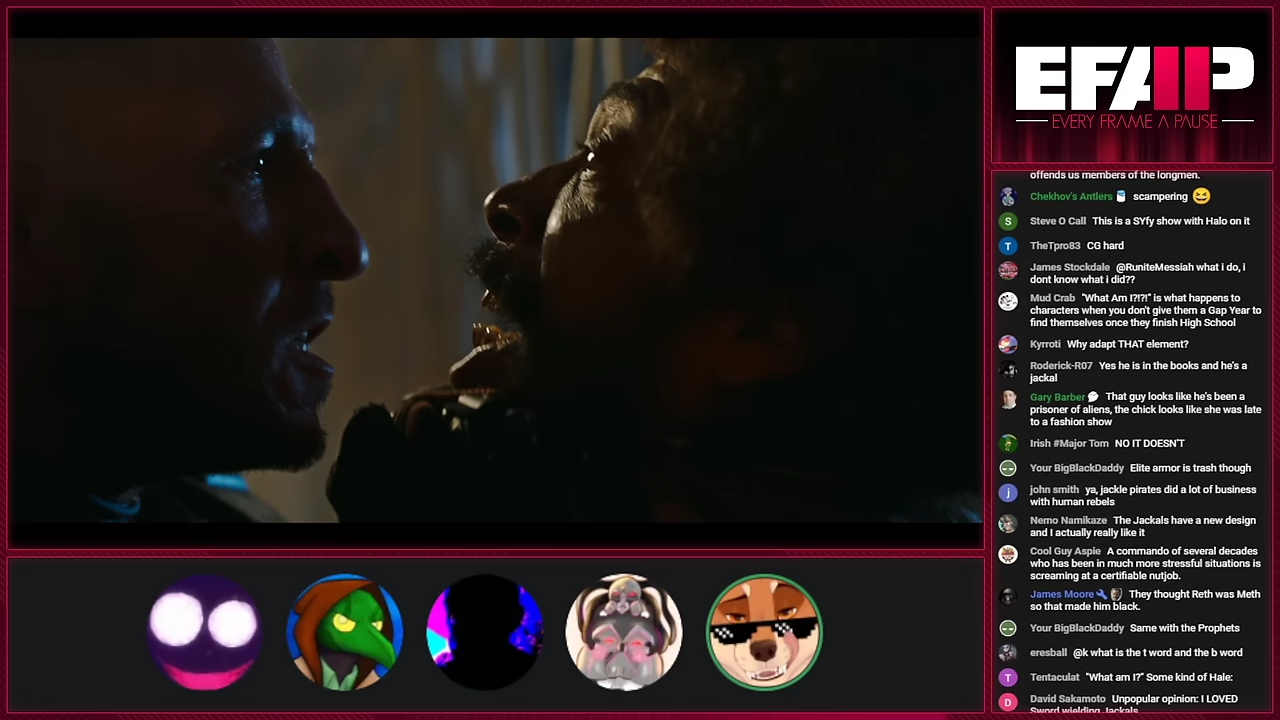 EFAP
EVERY FRAME A PAUSE
offends us members of the longmen.
Chekhov's Antlers scampering
S Steve O Call This is a SYfy show with Halo on it
T TheTpro83 CG hard
James Stockdale @RuniteMessiah what i do, i
dont know what i did??
Mud Crab "What Am I?!?!" is what happens to
characters when you don't give them a Gap Year to
find themselves once they finish High School
Kyrroti Why adapt THAT element?
Roderick-R07 Yes he is in the books and he's a
jackal
Gary Barber That guy looks like he's been a
prisoner of aliens, the chick looks like she was late
to a fashion show
Irish #Major Tom NO IT DOESN'T
Your BigBlackDaddy Elite armor is trash though
j john smith ya, jackle pirates did a lot of business
with human rebels
Nemo Namikaze The Jackals have a new design
and I actually really like it
Cool Guy Aspie A commando of several decades
who has been in much more stressful situations is
screaming at a certifiable nutjob.
James Moore They thought Reth was Meth
so that made him black.
Your BigBlackDaddy Same with the Prophets
eresball @k what is the t word and the b word
T Tentaculat "What am I?" Some kind of Hale:
D David Sakamoto Unpopular opinion: I LOVED
Sword wielding Jackals